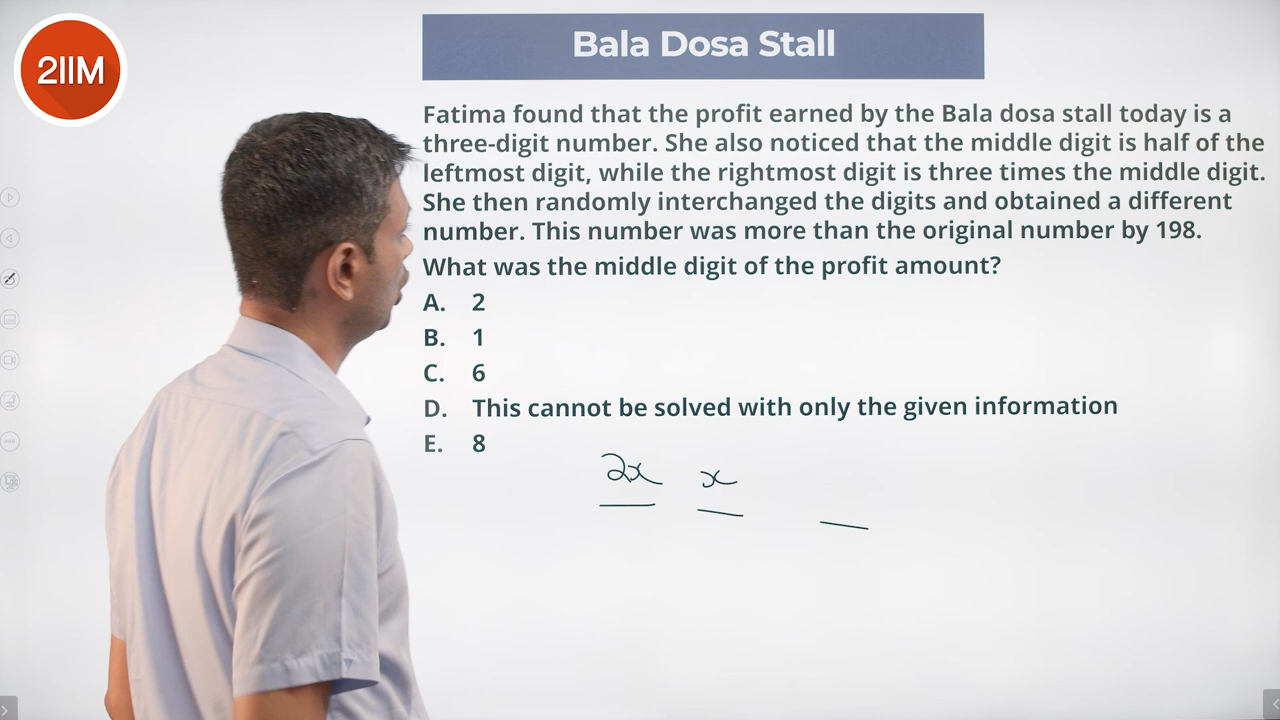 2IIM
Bala Dosa Stall
Fatima found that the profit earned by the Bala dosa stall today is a
three-digit number. She also noticed that the middle digit is half of the
leftmost digit, while the rightmost digit is three times the middle digit.
She then randomly interchanged the digits and obtained a different
number. This number was more than the original number by 198.
What was the middle digit of the profit amount?
A. 2
B. 1
C. 6
D. This cannot be solved with only the given information
E. 8
2x x